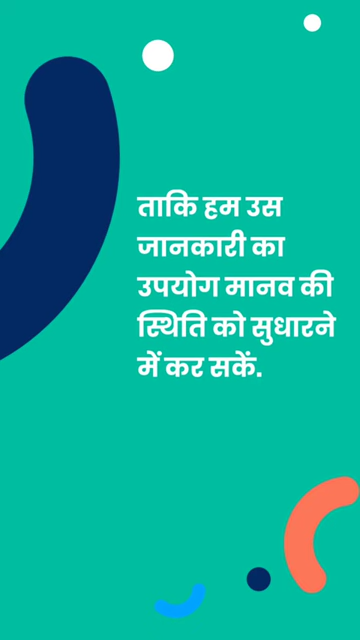 ताकि हम उस
जानकारी का
उपयोग मानव की
स्थिति को सुधारने
में कर सकें.